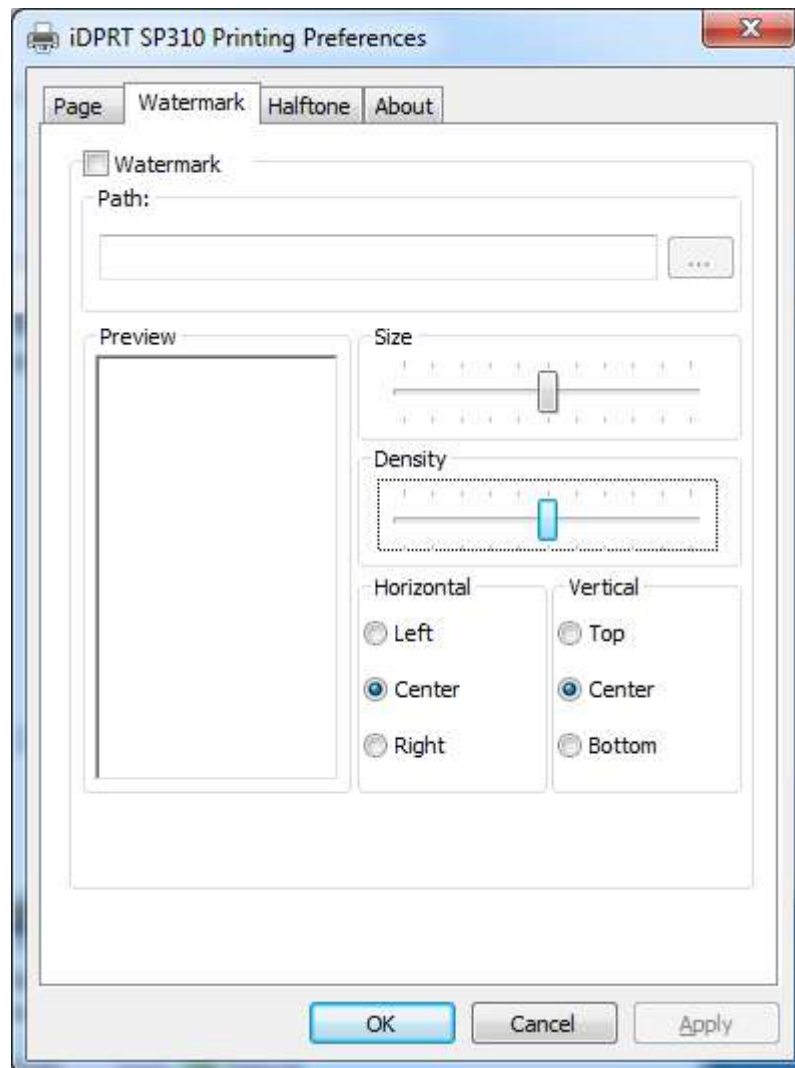 iDPRT SP310 Printing Preferences
Page Watermark Halftone About
Watermark
Path:
...
Preview
Size
Density
Horizontal Vertical
Left Top
Center Center
Right Bottom
OK Cancel Apply